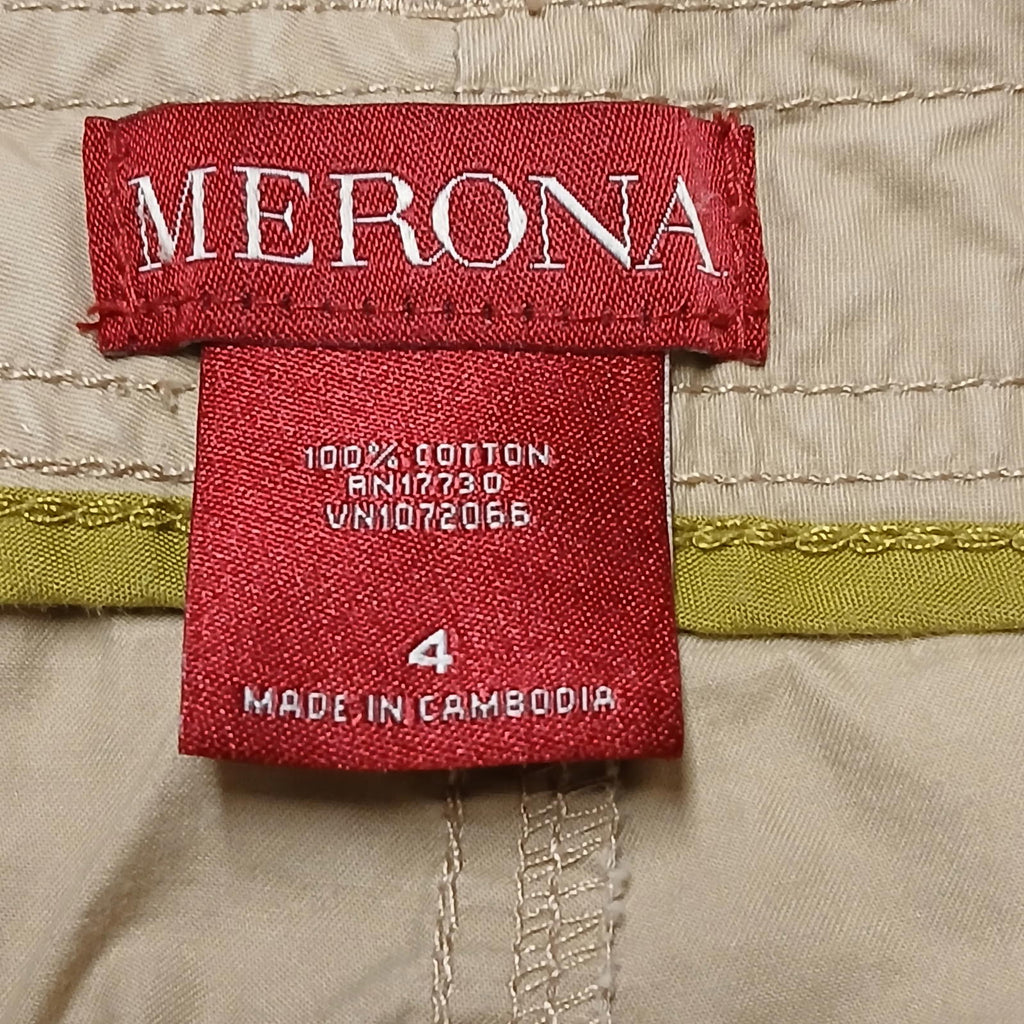 MERONA
100% COTTON
RN17730
VN1072066
4
MADE IN CAMBODIA